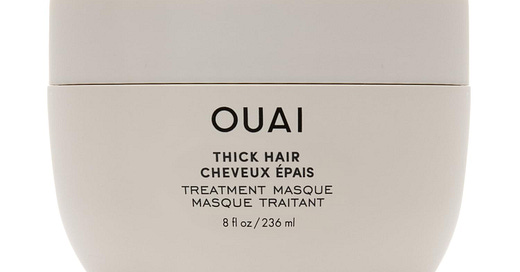 OUAI
THICK HAIR
CHEVEUX ÉPAIS
TREATMENT MASQUE
MASQUE TRAITANT
8 fl oz / 236 ml